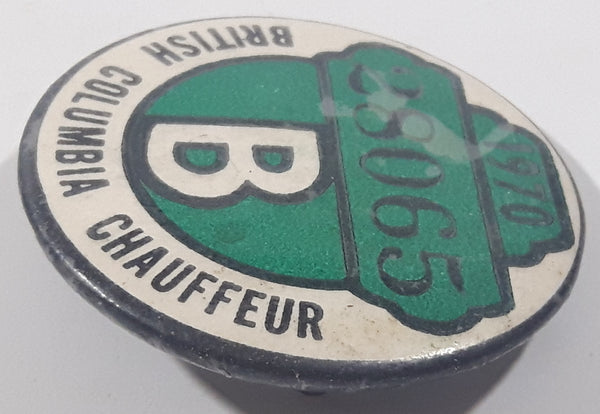 1970
38065
B
BRITISH COLUMBIA CHAUFFEUR